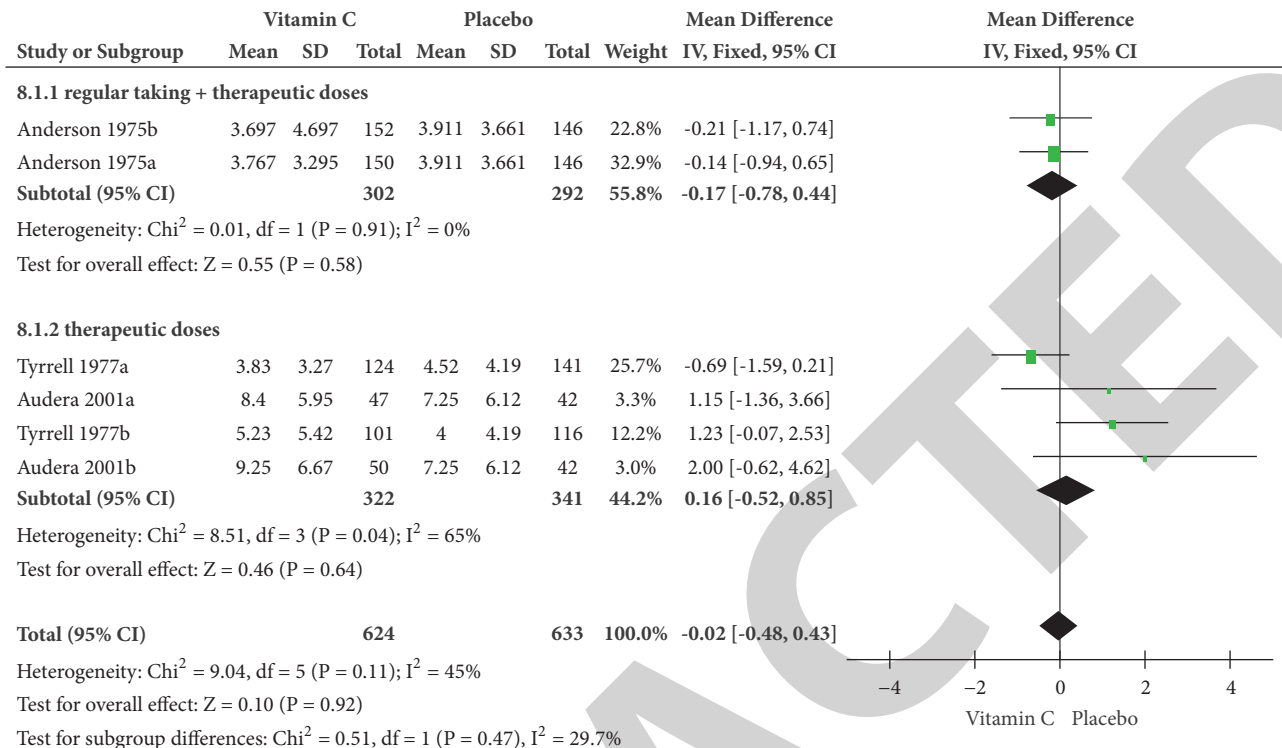 Vitamin C Placebo Mean Difference Mean Difference
Study or Subgroup Mean SD Total Mean SD Total Weight IV, Fixed, 95% CI IV, Fixed, 95% CI
8.1.1 regular taking + therapeutic doses
Anderson 1975b 3.697 4.697 152 3.911 3.661 146 22.8% -0.21 [-1.17, 0.74]
Anderson 1975a 3.767 3.295 150 3.911 3.661 146 32.9% -0.14 [-0.94, 0.65]
Subtotal (95% CI) 302 292 55.8% -0.17 [-0.78, 0.44]
Heterogeneity: Chi² = 0.01, df = 1 (P = 0.91); I² = 0%
Test for overall effect: Z = 0.55 (P = 0.58)
8.1.2 therapeutic doses
Tyrrell 1977a 3.83 3.27 124 4.52 4.19 141 25.7% -0.69 [-1.59, 0.21]
Audera 2001a 8.4 5.95 47 7.25 6.12 42 3.3% 1.15 [-1.36, 3.66]
Tyrrell 1977b 5.23 5.42 101 4 4.19 116 12.2% 1.23 [-0.07, 2.53]
Audera 2001b 9.25 6.67 50 7.25 6.12 42 3.0% 2.00 [-0.62, 4.62]
Subtotal (95% CI) 322 341 44.2% 0.16 [-0.52, 0.85]
Heterogeneity: Chi² = 8.51, df = 3 (P = 0.04); I² = 65%
Test for overall effect: Z = 0.46 (P = 0.64)
Total (95% CI) 624 633 100.0% -0.02 [-0.48, 0.43]
Heterogeneity: Chi² = 9.04, df = 5 (P = 0.11); I² = 45%
Test for overall effect: Z = 0.10 (P = 0.92)
Test for subgroup differences: Chi² = 0.51, df = 1 (P = 0.47), I² = 29.7%
−4 −2 0 2 4
Vitamin C Placebo
ACTED